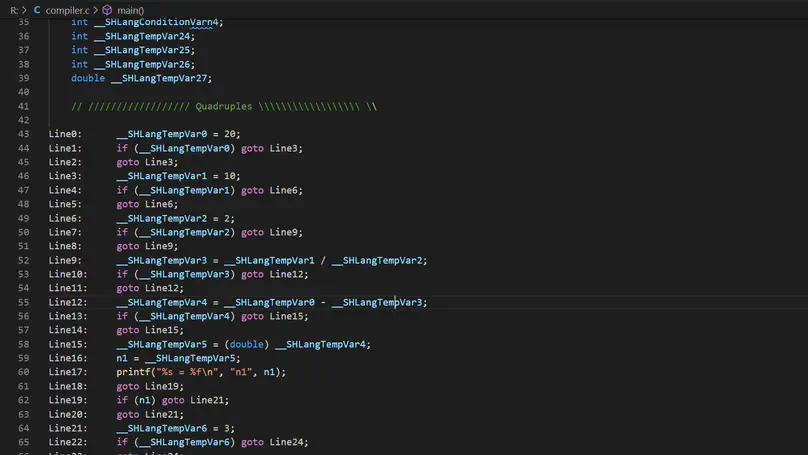 R: > C compiler.c > main()
35 int __SHLangConditionVarn4;
36 int __SHLangTempVar24;
37 int __SHLangTempVar25;
38 int __SHLangTempVar26;
39 double __SHLangTempVar27;
40
41 // ////////////////// Quadruples \\\\\\\\\\\\\\\\\\ \\
42
43 Line0: __SHLangTempVar0 = 20;
44 Line1: if (__SHLangTempVar0) goto Line3;
45 Line2: goto Line3;
46 Line3: __SHLangTempVar1 = 10;
47 Line4: if (__SHLangTempVar1) goto Line6;
48 Line5: goto Line6;
49 Line6: __SHLangTempVar2 = 2;
50 Line7: if (__SHLangTempVar2) goto Line9;
51 Line8: goto Line9;
52 Line9: __SHLangTempVar3 = __SHLangTempVar1 / __SHLangTempVar2;
53 Line10: if (__SHLangTempVar3) goto Line12;
54 Line11: goto Line12;
55 Line12: __SHLangTempVar4 = __SHLangTempVar0 - __SHLangTempVar3;
56 Line13: if (__SHLangTempVar4) goto Line15;
57 Line14: goto Line15;
58 Line15: __SHLangTempVar5 = (double) __SHLangTempVar4;
59 Line16: n1 = __SHLangTempVar5;
60 Line17: printf("%s = %f\n", "n1", n1);
61 Line18: goto Line19;
62 Line19: if (n1) goto Line21;
63 Line20: goto Line21;
64 Line21: __SHLangTempVar6 = 3;
65 Line22: if (__SHLangTempVar6) goto Line24;